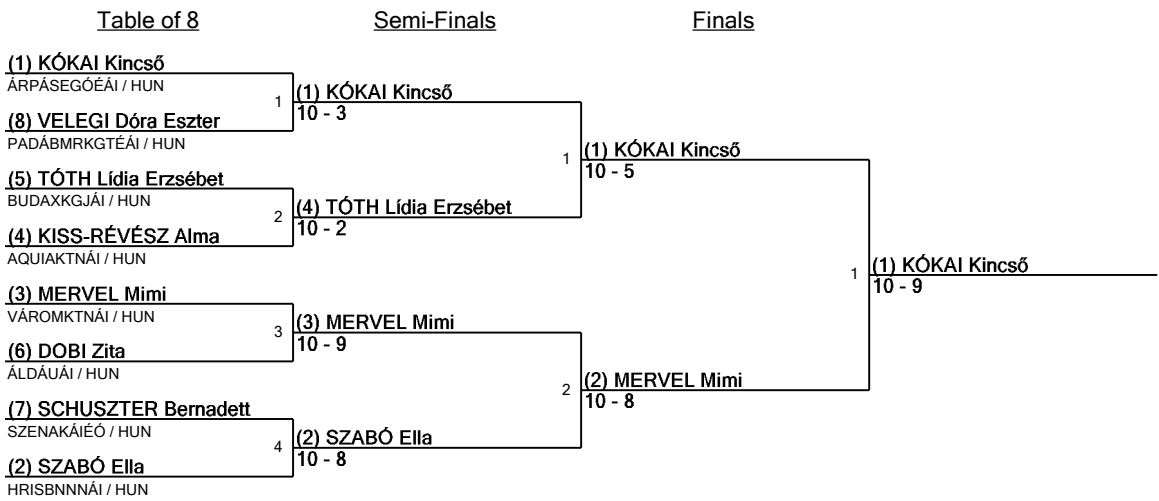 Table of 8
Semi-Finals
Finals
(1) KÓKAI Kincső
ÁRPÁSEGÓÉÁI / HUN
1
(8) VELEGI Dóra Eszter
PADÁBMRKGTÉÁI / HUN
(5) TÓTH Lídia Erzsébet
BUDAXKGJÁI / HUN
2
(4) KISS-RÉVÉSZ Alma
AQUIAKTNÁI / HUN
(3) MERVEL Mimi
VÁROMKTNÁI / HUN
3
(6) DOBI Zita
ÁLDÁUÁI / HUN
(7) SCHUSZTER Bernadett
SZENAKÁIÉÓ / HUN
4
(2) SZABÓ Ella
HRISBNNNÁI / HUN
(1) KÓKAI Kincső
10 - 3
1
(4) TÓTH Lídia Erzsébet
10 - 2
(3) MERVEL Mimi
10 - 9
2
(2) SZABÓ Ella
10 - 8
(1) KÓKAI Kincső
10 - 5
1
(2) MERVEL Mimi
10 - 8
(1) KÓKAI Kincső
10 - 9